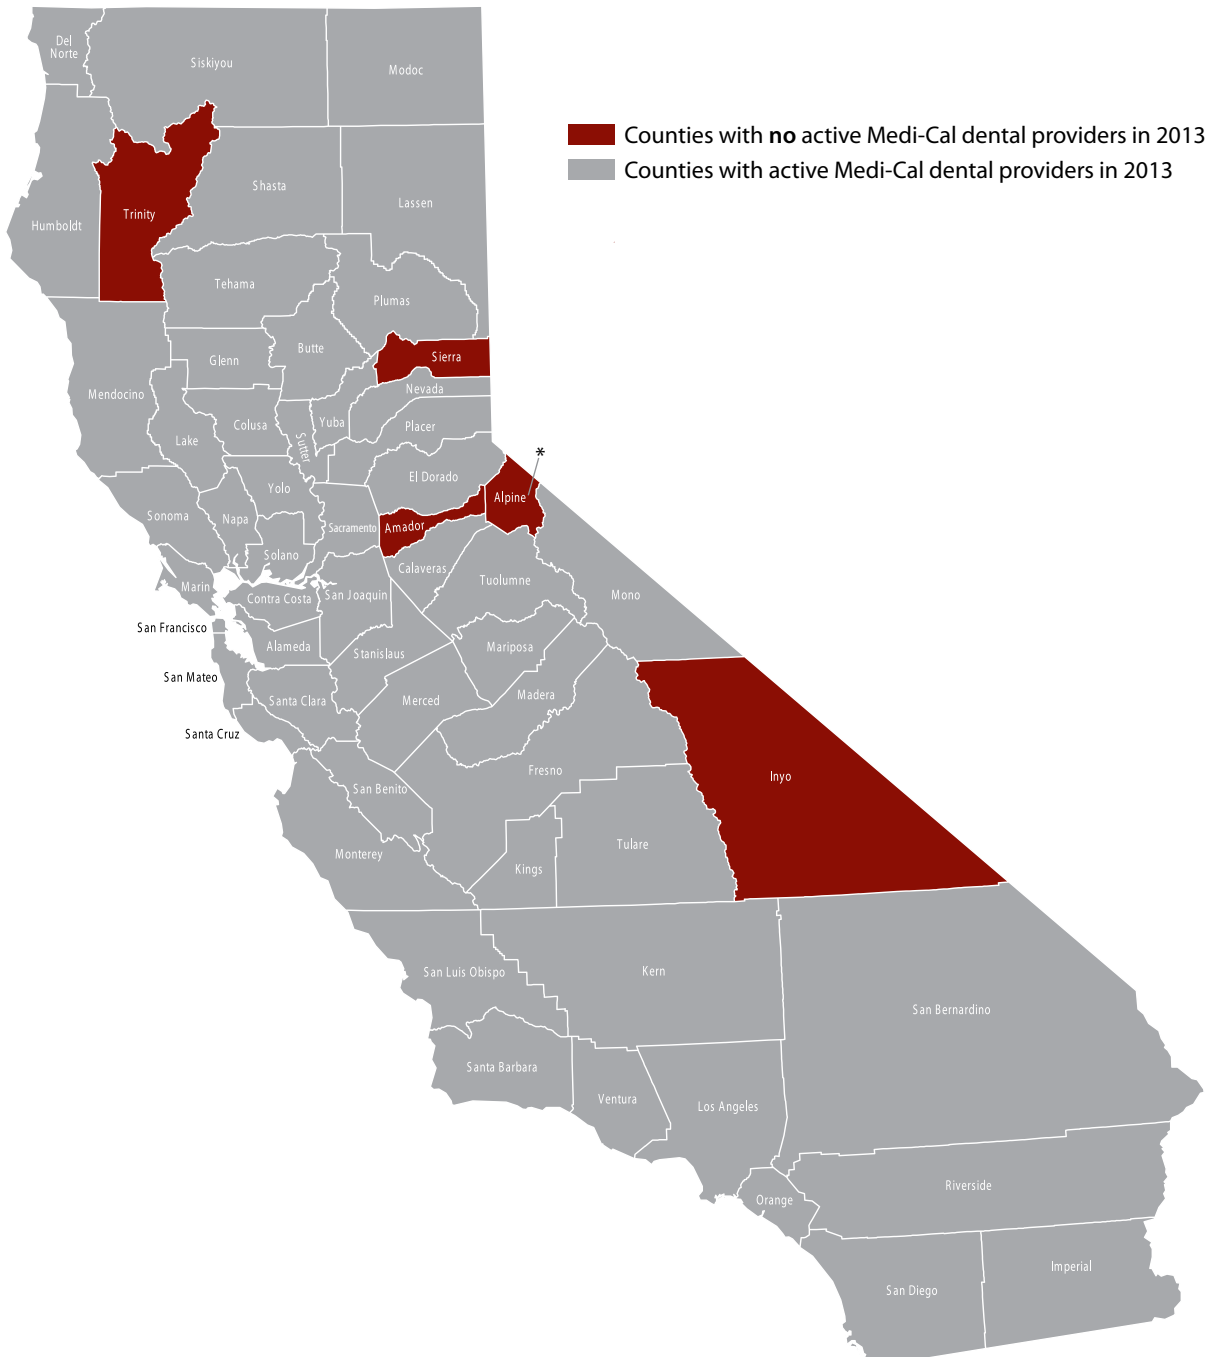 Del
Norte
Siskiyou
Modoc
Counties with no active Medi-Cal dental providers in 2013
Counties with active Medi-Cal dental providers in 2013
Shasta
Lassen
Trinity
Humboldt
Tehama
Plumas
Butte
Sierra
Glenn
Nevada
Mendocino
Yuba
Colusa
Placer
Lake
Sutter
*
El Dorado
Yolo
Alpine
Sonoma
Napa
Sacramento
Amador
Solano
Calaveras
Tuolumne
Marin
Contra Costa
San Joaquin
Mono
San Francisco
Alameda
Mariposa
Stanislaus
San Mateo
Madera
Santa Clara
Merced
Santa Cruz
Fresno
Inyo
San Benito
Tulare
Monterey
Kings
San Luis Obispo
Kern
San Bernardino
Santa Barbara
Ventura
Los Angeles
Riverside
Orange
Imperial
San Diego